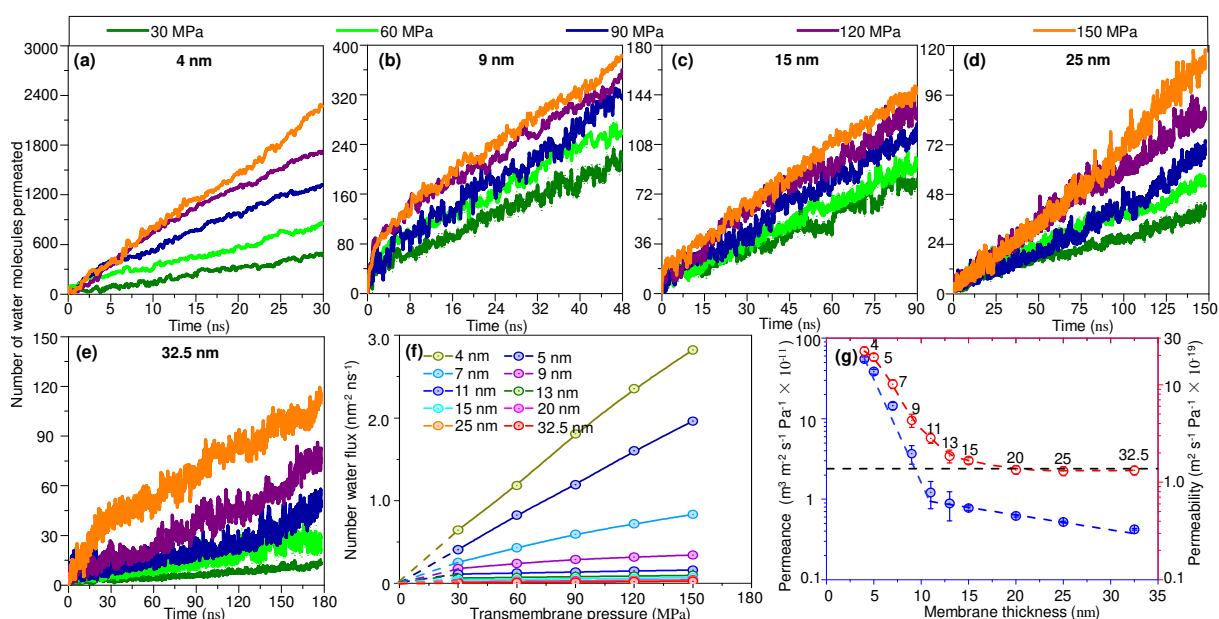 30 MPa 60 MPa 90 MPa 120 MPa 150 MPa
Number of water molecules permeated
(a) 4 nm
3000
2400
1800
1200
600
0
0 5 10 15 20 25 30
Time (ns)
(b) 9 nm
400
320
240
160
80
0
0 8 16 24 32 40 48
Time (ns)
(c) 15 nm
180
144
108
72
36
0
0 15 30 45 60 75 90
Time (ns)
(d) 25 nm
120
96
72
48
24
0
0 25 50 75 100 125 150
Time (ns)
(e) 32.5 nm
150
120
90
60
30
0
0 30 60 90 120 150 180
Time (ns)
(f)
Number water flux (nm⁻² ns⁻¹)
3.0
2.0
1.0
0.0
4 nm 5 nm
7 nm 9 nm
11 nm 13 nm
15 nm 20 nm
25 nm 32.5 nm
0 30 60 90 120 150 180
Transmembrane pressure (MPa)
(g)
Permeance (m³ m⁻² s⁻¹ Pa⁻¹ × 10⁻¹¹)
100
10
1
0.1
4
5
7
9
11
13
15
20 25 32.5
0 5 10 15 20 25 30 35
Membrane thickness (nm)
30
10.0
1.0
0.1
Permeability (m² s⁻¹ Pa⁻¹ × 10⁻¹⁹)